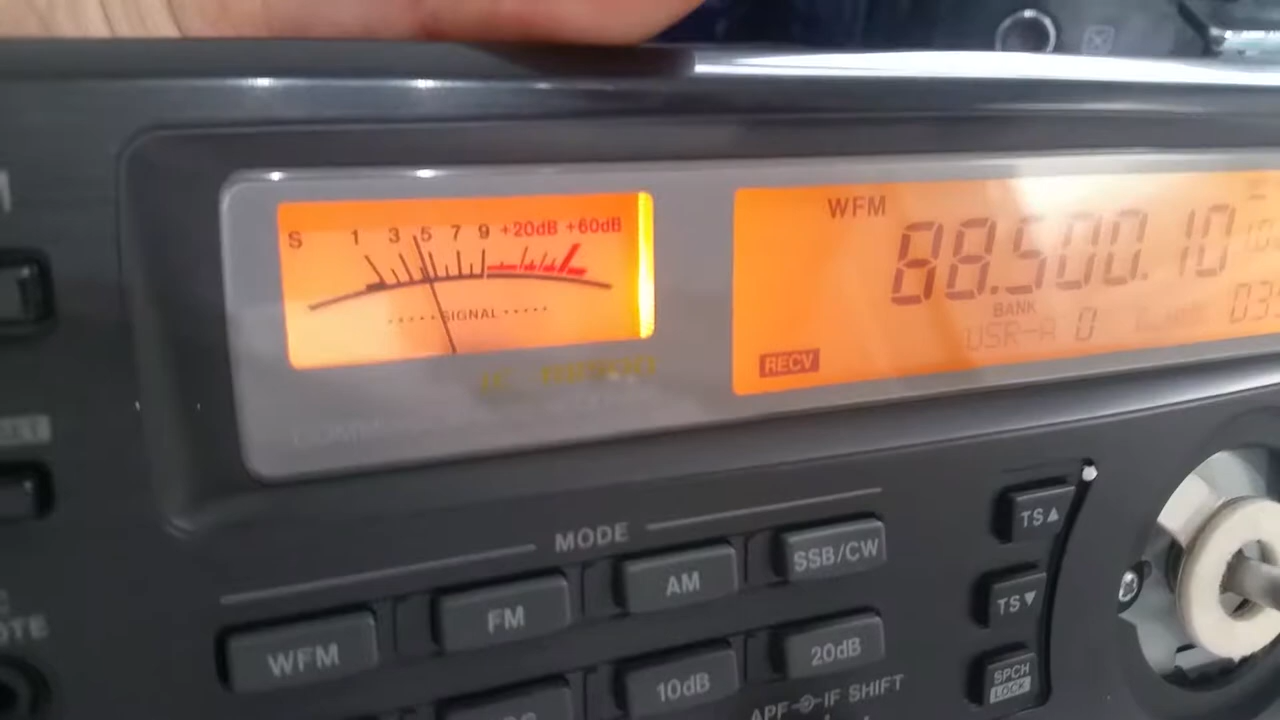 S 1 3 5 7 9 +20dB +60dB
SIGNAL
WFM
88.500.10
BANK
USR-A 0
03
RECV
MODE
WFM FM AM SSB/CW
10dB 20dB
APF IF SHIFT
TS▲
TS▼
SPCH
LOCK